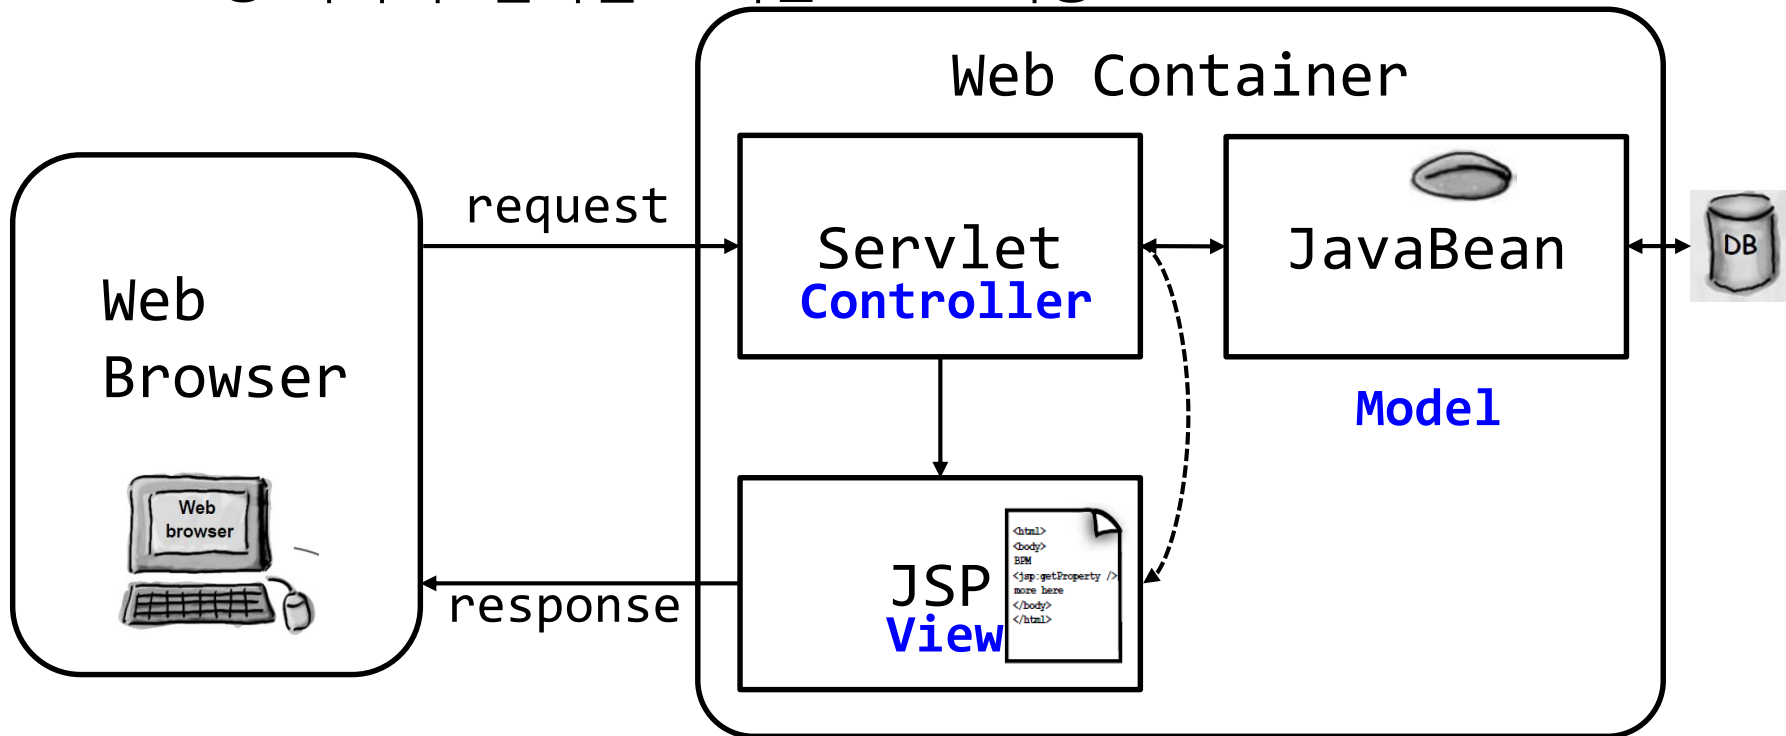 Web Container
request
Servlet
Controller
JavaBean
DB
Web
Browser
Model
Web
browser
<html>
<body>
BPM
<jsp:getProperty />
more here
</body>
</html>
JSP
View
response